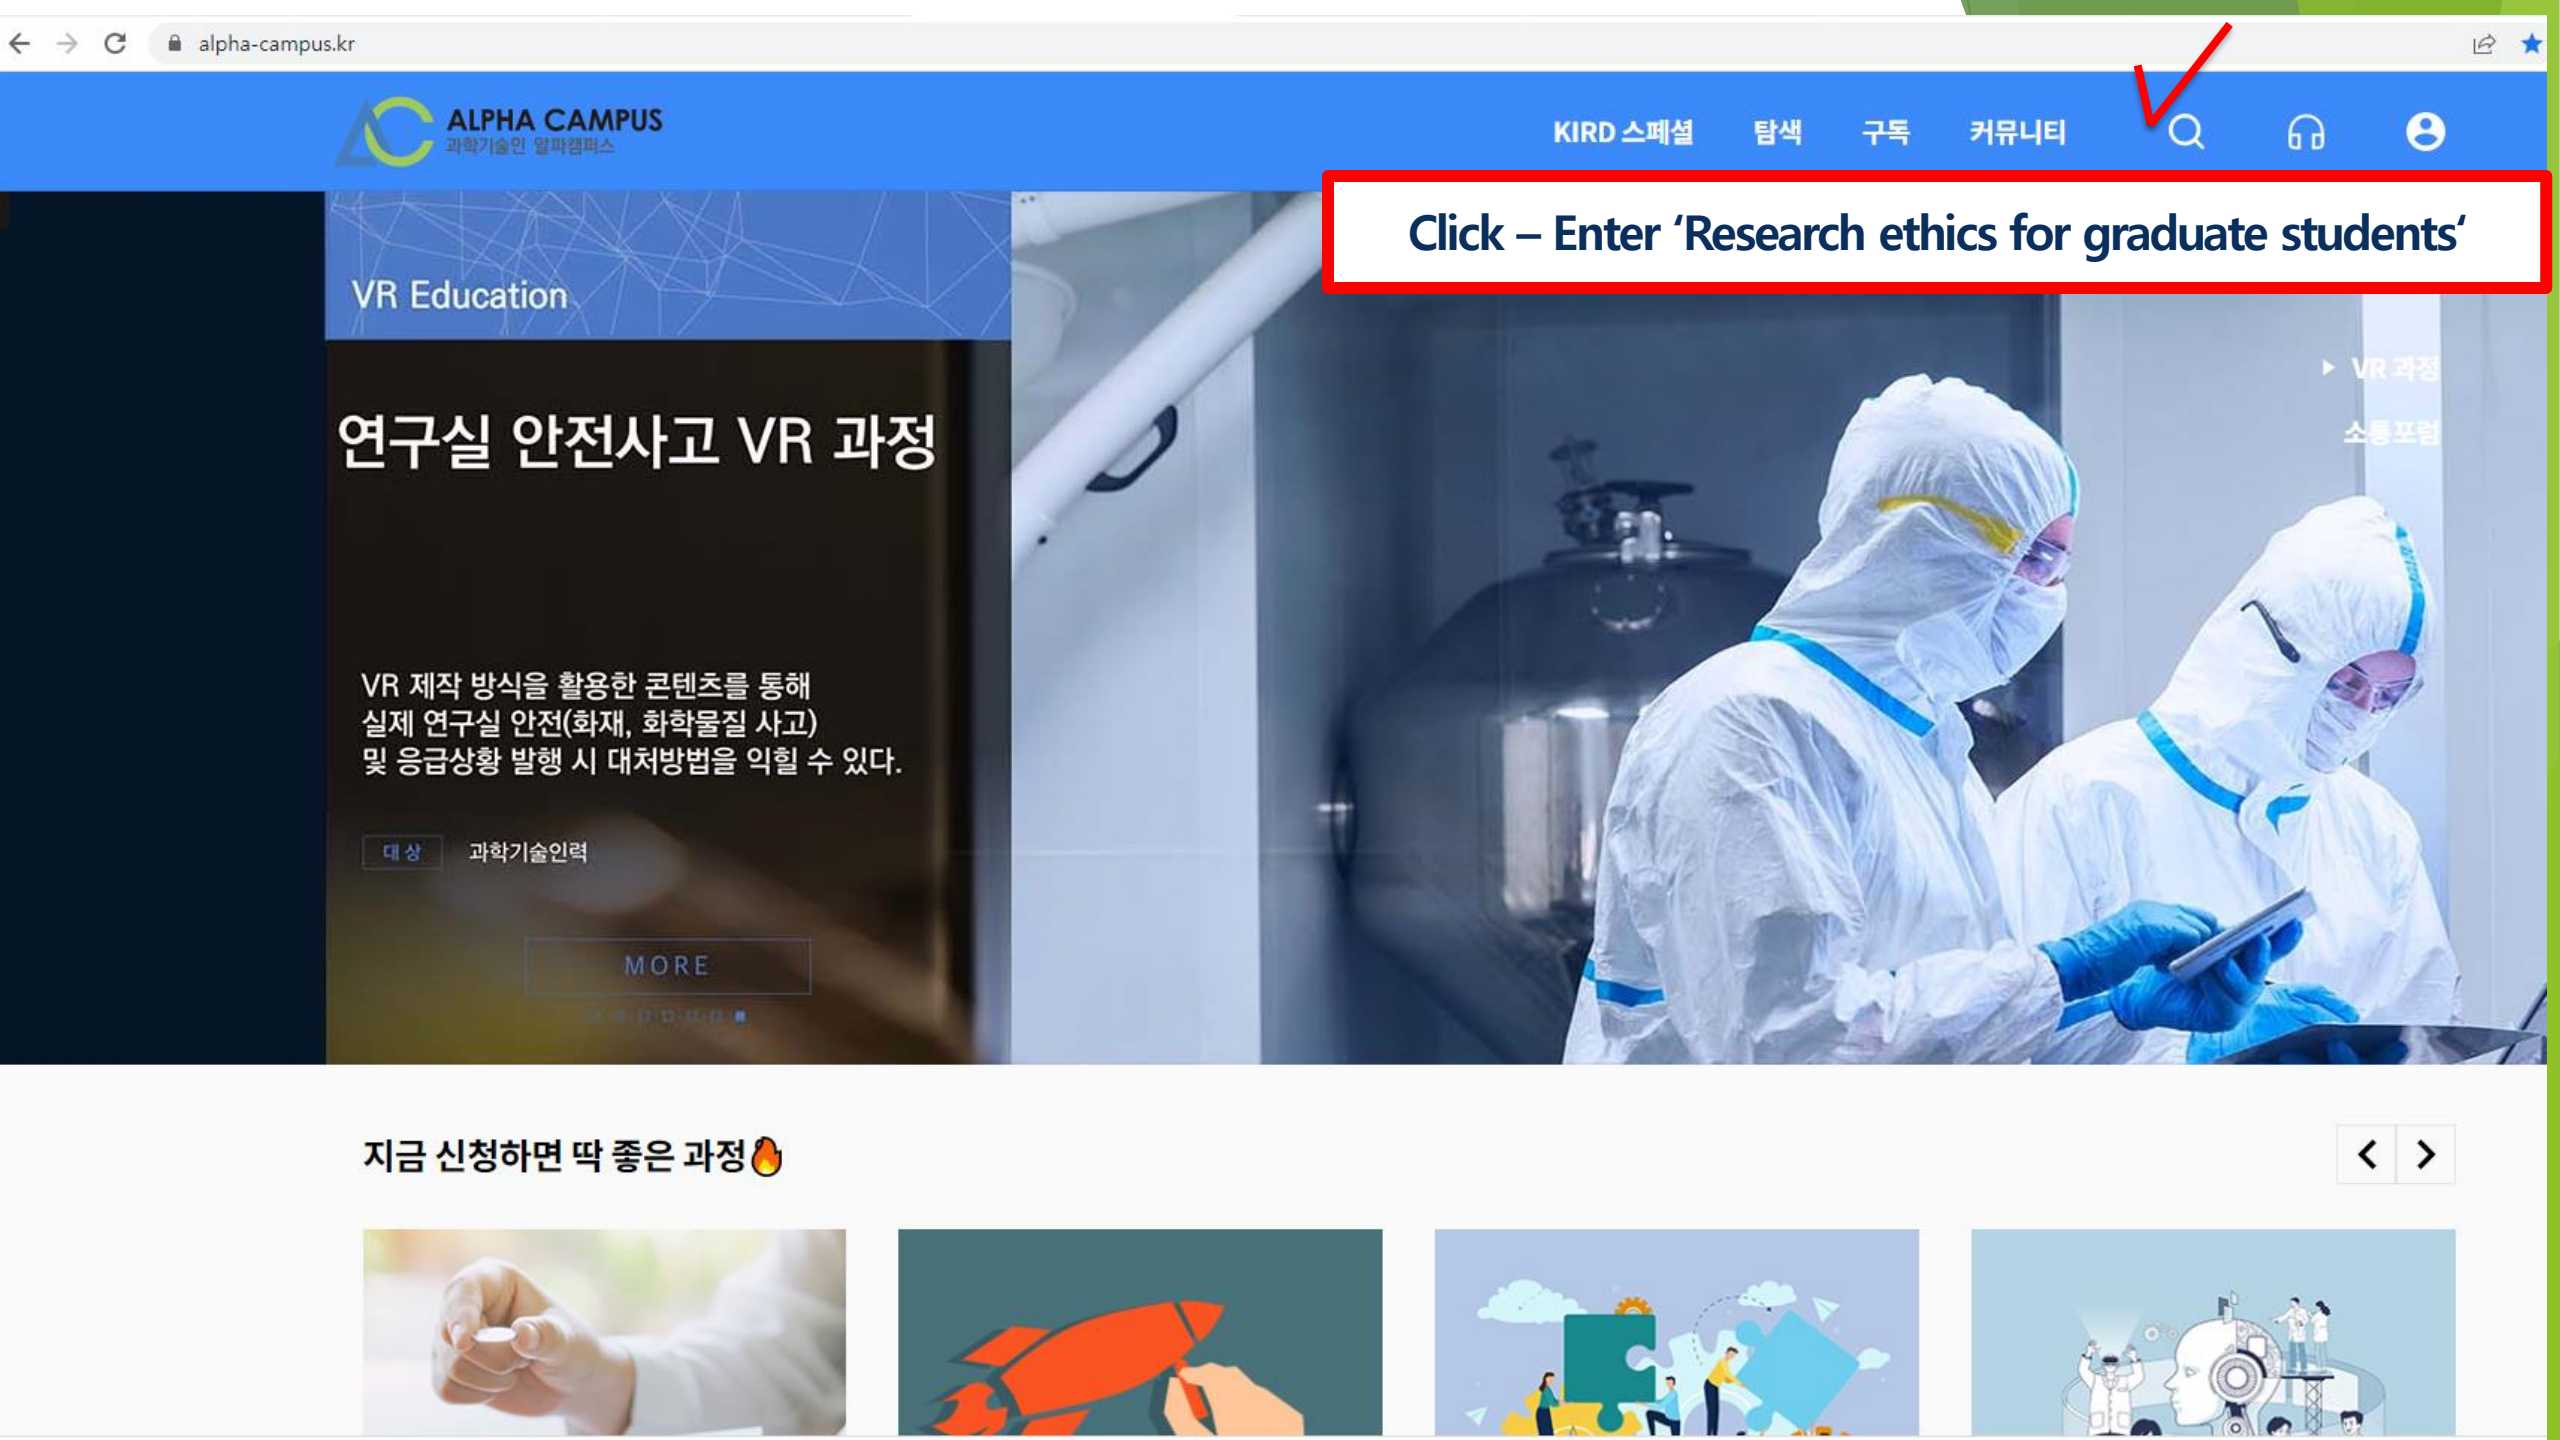 alpha-campus.kr
ALPHA CAMPUS
과학기술인 알파캠퍼스
KIRD 스페셜 탐색 구독 커뮤니티
Click – Enter ‘Research ethics for graduate students‘
VR Education
VR 과정
소통포럼
연구실 안전사고 VR 과정
VR 제작 방식을 활용한 콘텐츠를 통해
실제 연구실 안전(화재, 화학물질 사고)
및 응급상황 발행 시 대처방법을 익힐 수 있다.
대상 과학기술인력
MORE
지금 신청하면 딱 좋은 과정